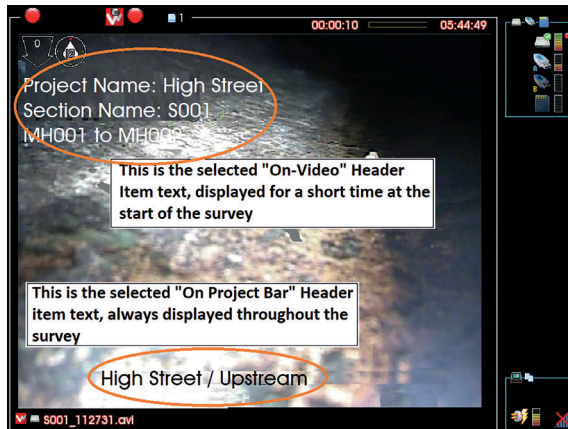 1 00:00:10 05:44:49
0
Project Name: High Street
Section Name: S001
MH001 to MH002
This is the selected "On-Video" Header
Item text, displayed for a short time at the
start of the survey
This is the selected "On Project Bar" Header
item text, always displayed throughout the
survey
High Street / Upstream
W S001_112731.avi
A
B